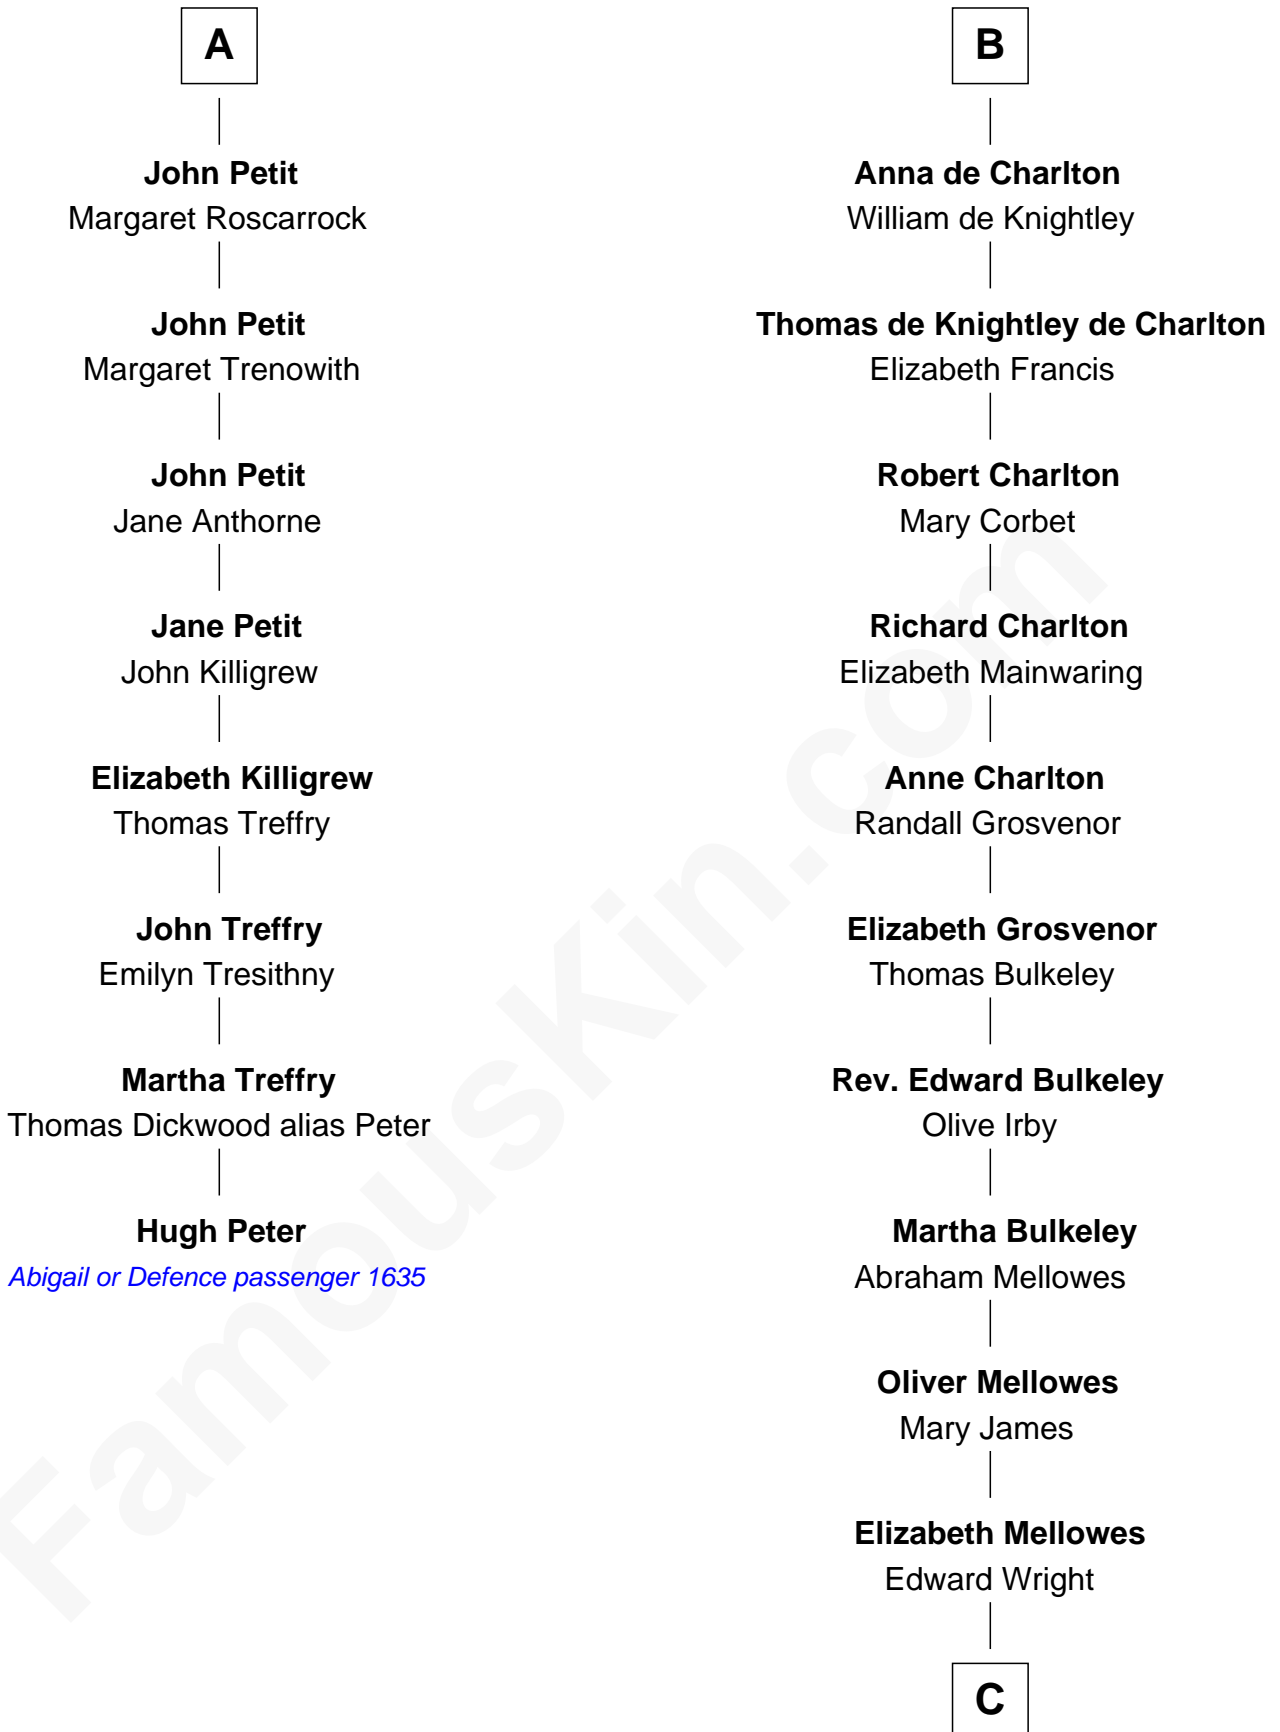 A
John Petit
Margaret Roscarrock
John Petit
Margaret Trenowith
John Petit
Jane Anthorne
Jane Petit
John Killigrew
Elizabeth Killigrew
Thomas Treffry
John Treffry
Emilyn Tresithny
Martha Treffry
Thomas Dickwood alias Peter
Hugh Peter
Abigail or Defence passenger 1635
B
Anna de Charlton
William de Knightley
Thomas de Knightley de Charlton
Elizabeth Francis
Robert Charlton
Mary Corbet
Richard Charlton
Elizabeth Mainwaring
Anne Charlton
Randall Grosvenor
Elizabeth Grosvenor
Thomas Bulkeley
Rev. Edward Bulkeley
Olive Irby
Martha Bulkeley
Abraham Mellowes
Oliver Mellowes
Mary James
Elizabeth Mellowes
Edward Wright
C
FamousKin.com